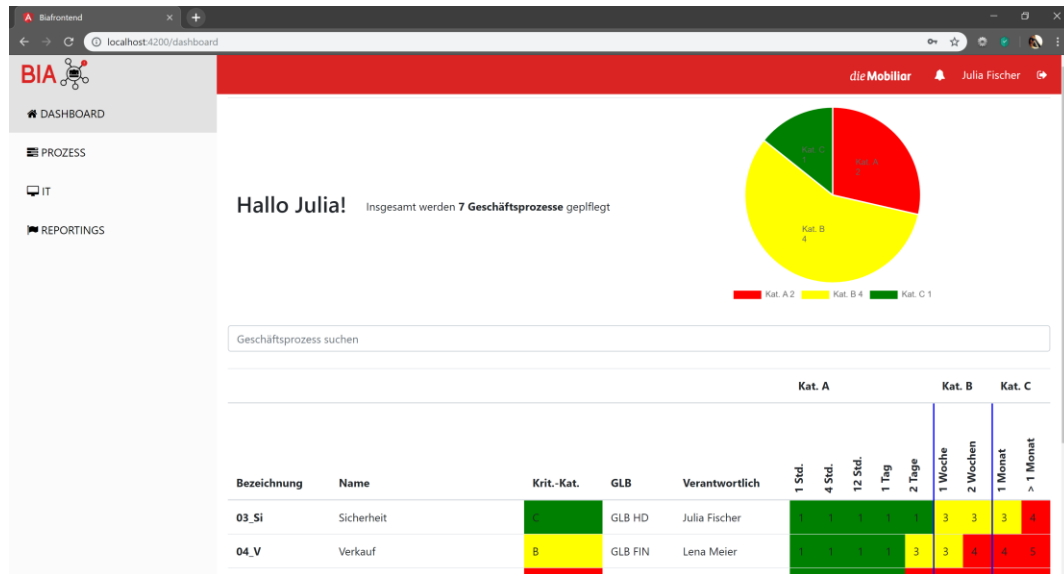 Biafrontend
localhost:4200/dashboard
BIA
die Mobiliar
Julia Fischer
DASHBOARD
PROZESS
IT
REPORTINGS
Hallo Julia! Insgesamt werden 7 Geschäftsprozesse geplflegt
Kat. C
1
Kat. A
2
Kat. B
4
Kat. A 2 Kat. B 4 Kat. C 1
Geschäftsprozess suchen
Kat. A Kat. B Kat. C
Bezeichnung Name Krit.-Kat. GLB Verantwortlich 1 Std. 4 Std. 12 Std. 1 Tag 2 Tage 1 Woche 2 Wochen 1 Monat > 1 Monat
03_Si Sicherheit C GLB HD Julia Fischer 1 1 1 1 1 3 3 3 4
04_V Verkauf B GLB FIN Lena Meier 1 1 1 1 3 3 4 4 5